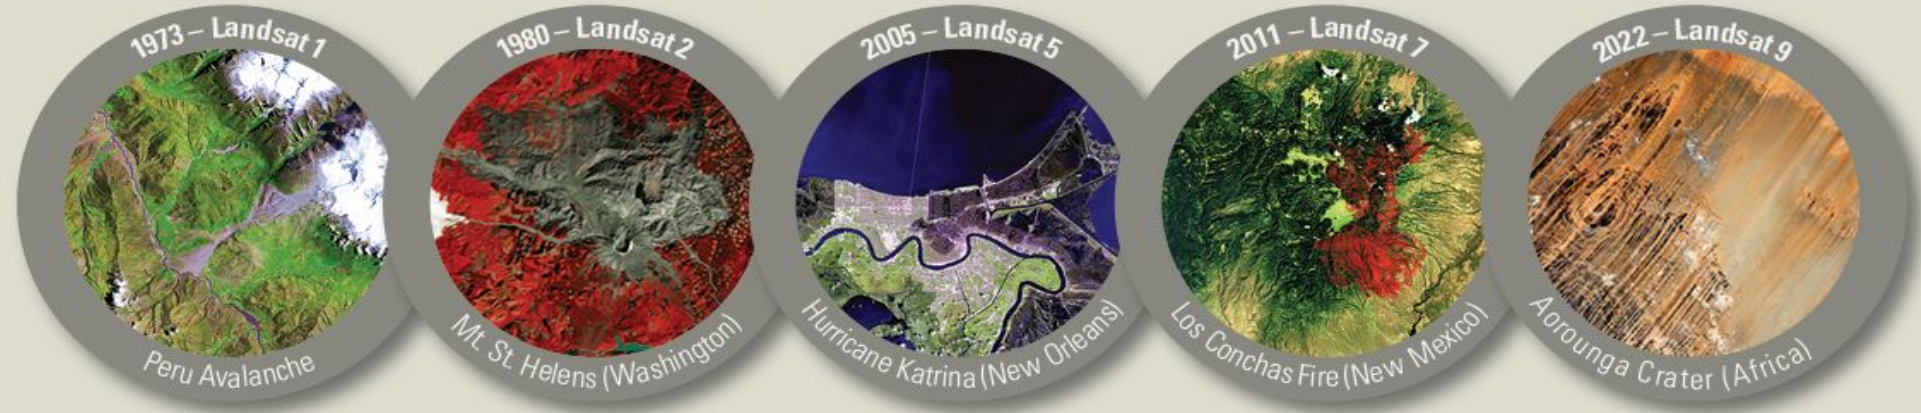 1973 – Landsat 1
Peru Avalanche
1980 – Landsat 2
Mt. St. Helens (Washington)
2005 – Landsat 5
Hurricane Katrina (New Orleans)
2011 – Landsat 7
Los Conchas Fire (New Mexico)
2022 – Landsat 9
Aorounga Crater (Africa)